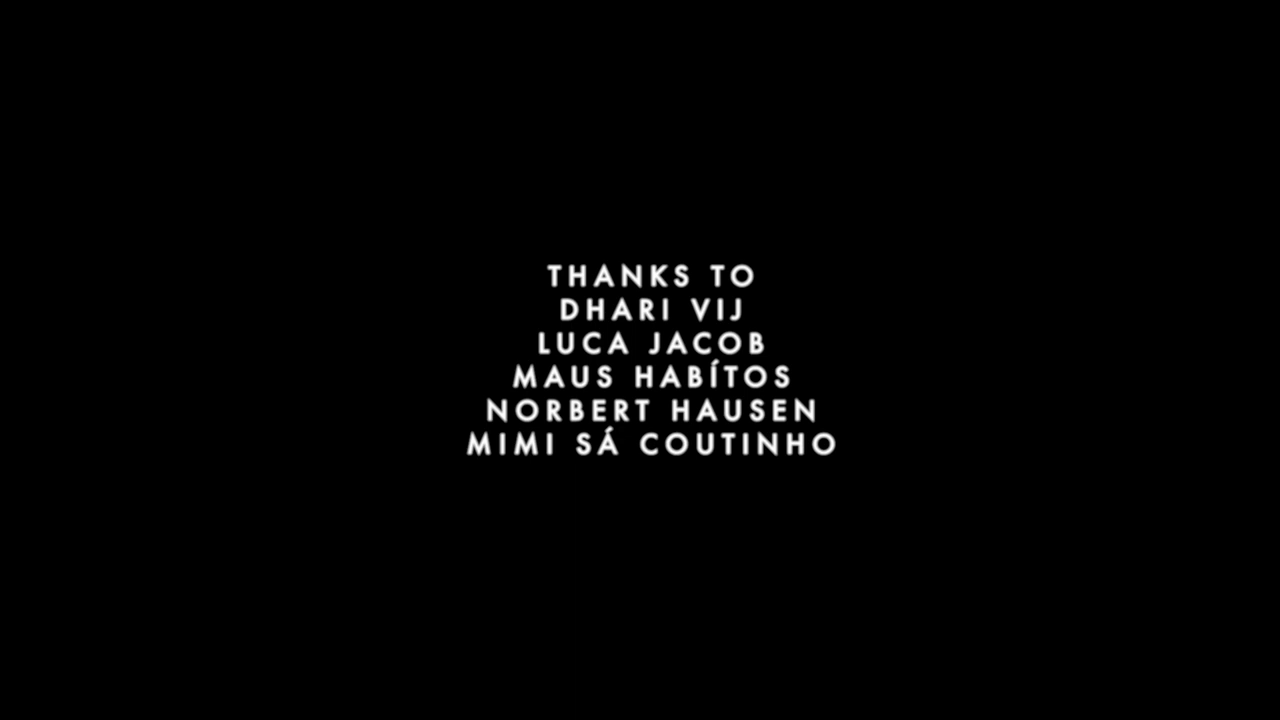 THANKS TO
DHARI VIJ
LUCA JACOB
MAUS HABÍTOS
NORBERT HAUSEN
MIMI SÁ COUTINHO